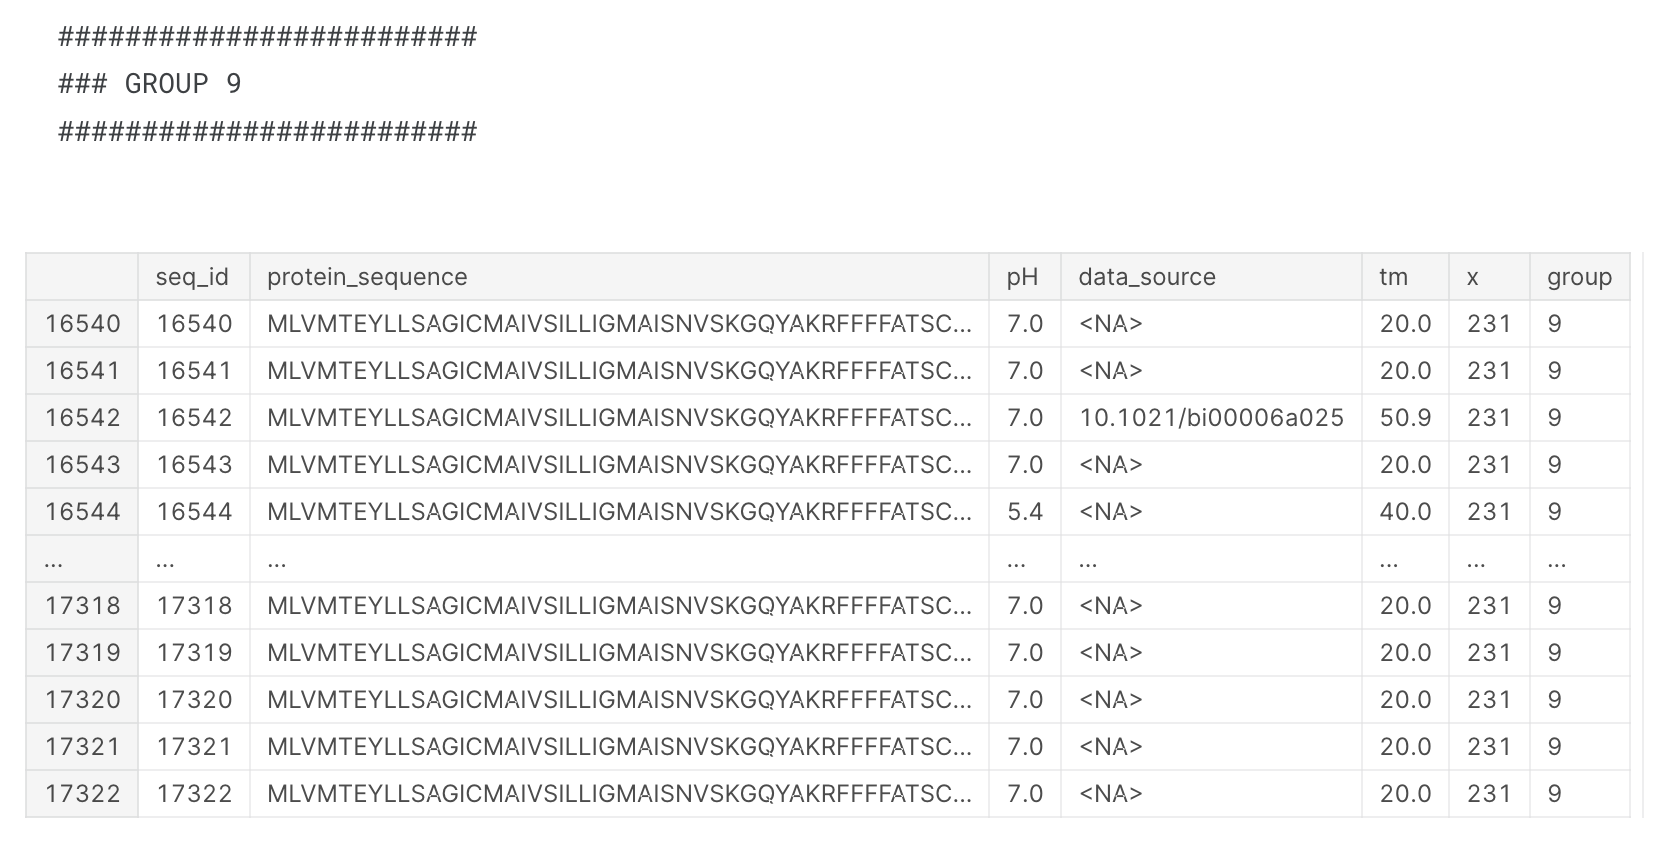 #########################
### GROUP 9
#########################
seq_id protein_sequence pH data_source tm x group
16540 16540 MLVMTEYLLSAGICMAIVSILLIGMAISNVSKGQYAKRFFFFATSC... 7.0 <NA> 20.0 231 9
16541 16541 MLVMTEYLLSAGICMAIVSILLIGMAISNVSKGQYAKRFFFFATSC... 7.0 <NA> 20.0 231 9
16542 16542 MLVMTEYLLSAGICMAIVSILLIGMAISNVSKGQYAKRFFFFATSC... 7.0 10.1021/bi00006a025 50.9 231 9
16543 16543 MLVMTEYLLSAGICMAIVSILLIGMAISNVSKGQYAKRFFFFATSC... 7.0 <NA> 20.0 231 9
16544 16544 MLVMTEYLLSAGICMAIVSILLIGMAISNVSKGQYAKRFFFFATSC... 5.4 <NA> 40.0 231 9
... ... ... ... ... ... ... ...
17318 17318 MLVMTEYLLSAGICMAIVSILLIGMAISNVSKGQYAKRFFFFATSC... 7.0 <NA> 20.0 231 9
17319 17319 MLVMTEYLLSAGICMAIVSILLIGMAISNVSKGQYAKRFFFFATSC... 7.0 <NA> 20.0 231 9
17320 17320 MLVMTEYLLSAGICMAIVSILLIGMAISNVSKGQYAKRFFFFATSC... 7.0 <NA> 20.0 231 9
17321 17321 MLVMTEYLLSAGICMAIVSILLIGMAISNVSKGQYAKRFFFFATSC... 7.0 <NA> 20.0 231 9
17322 17322 MLVMTEYLLSAGICMAIVSILLIGMAISNVSKGQYAKRFFFFATSC... 7.0 <NA> 20.0 231 9